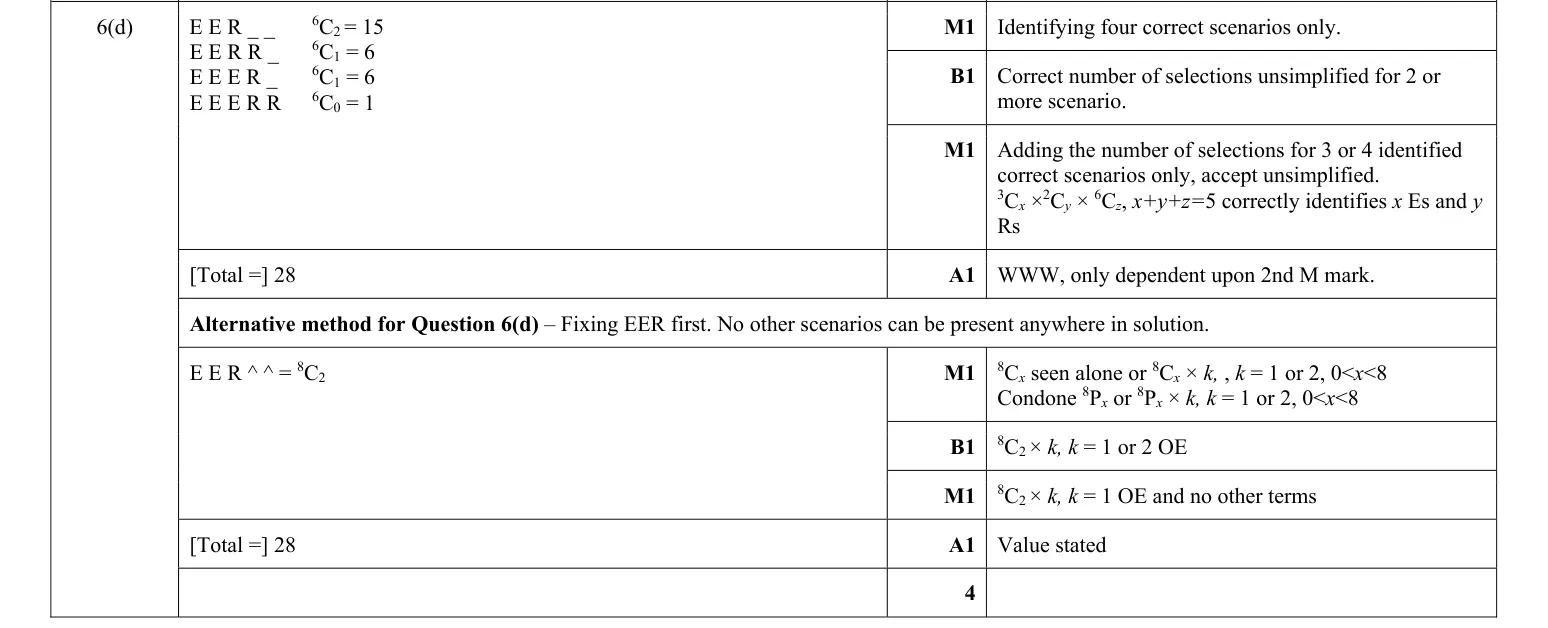 6(d)
E E R _ _ ⁶C₂ = 15
E E R R _ ⁶C₁ = 6
E E E R _ ⁶C₁ = 6
E E E R R ⁶C₀ = 1
M1 Identifying four correct scenarios only.
B1 Correct number of selections unsimplified for 2 or
more scenario.
M1 Adding the number of selections for 3 or 4 identified
correct scenarios only, accept unsimplified.
³Cₓ ×²Cᵧ × ⁶C_z, x+y+z=5 correctly identifies x Es and y
Rs
[Total =] 28 A1 WWW, only dependent upon 2nd M mark.
Alternative method for Question 6(d) – Fixing EER first. No other scenarios can be present anywhere in solution.
E E R ^ ^ = ⁸C₂
M1 ⁸Cₓ seen alone or ⁸Cₓ × k, , k = 1 or 2, 0<x<8
Condone ⁸Pₓ or ⁸Pₓ × k, k = 1 or 2, 0<x<8
B1 ⁸C₂ × k, k = 1 or 2 OE
M1 ⁸C₂ × k, k = 1 OE and no other terms
[Total =] 28 A1 Value stated
4